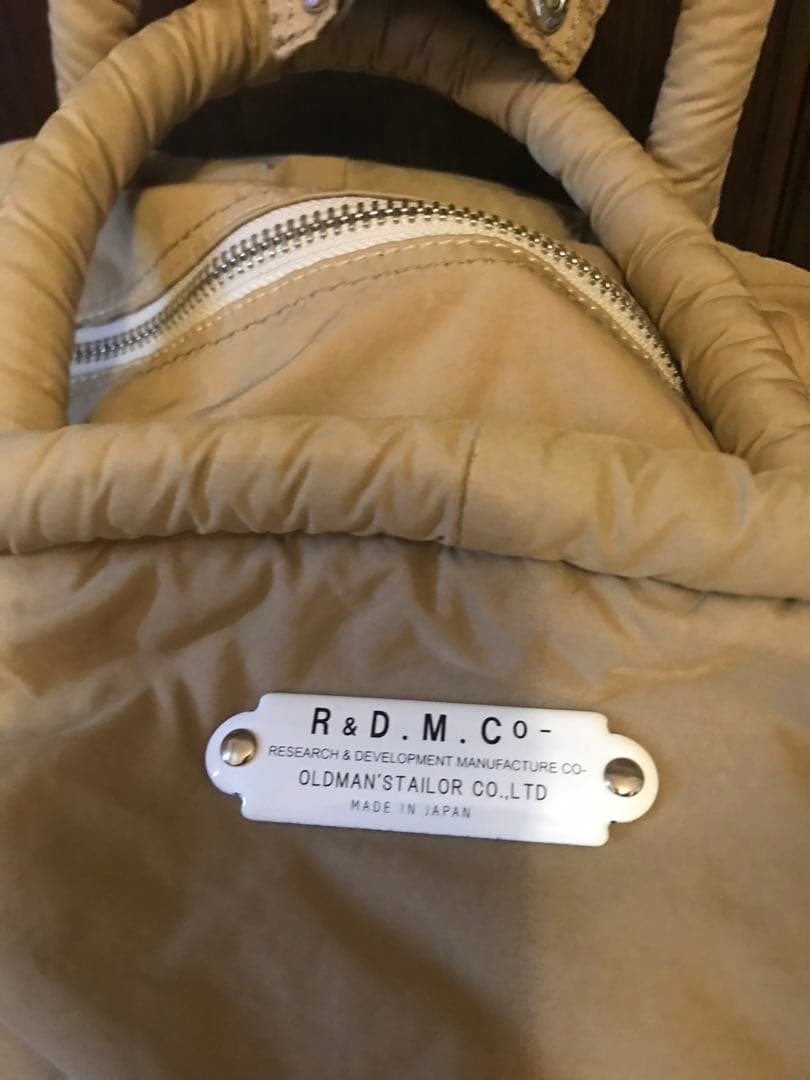 R & D . M . Co -
RESEARCH & DEVELOPMENT MANUFACTURE CO-
OLDMAN'STAILOR CO.,LTD
MADE IN JAPAN